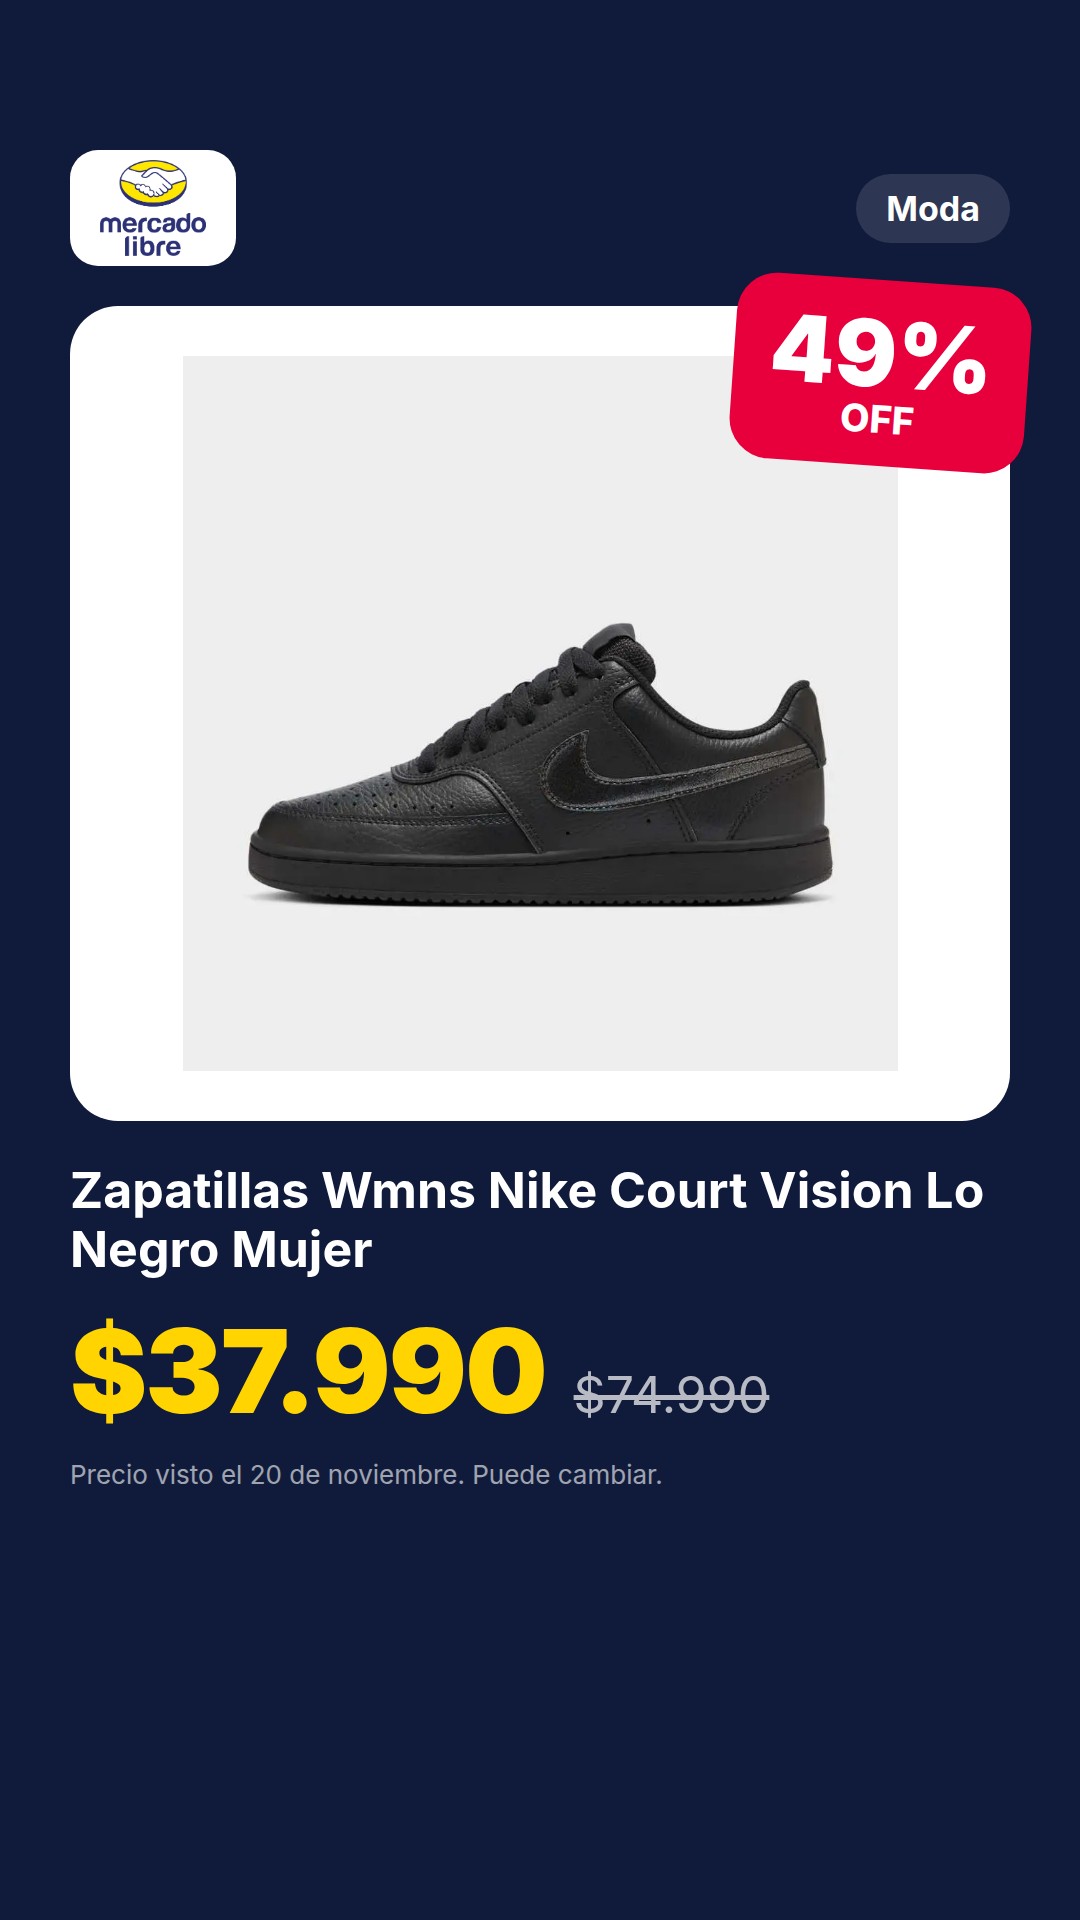 mercado
libre
Moda
49%
OFF
Zapatillas Wmns Nike Court Vision Lo
Negro Mujer
$37.990 $74.990
Precio visto el 20 de noviembre. Puede cambiar.